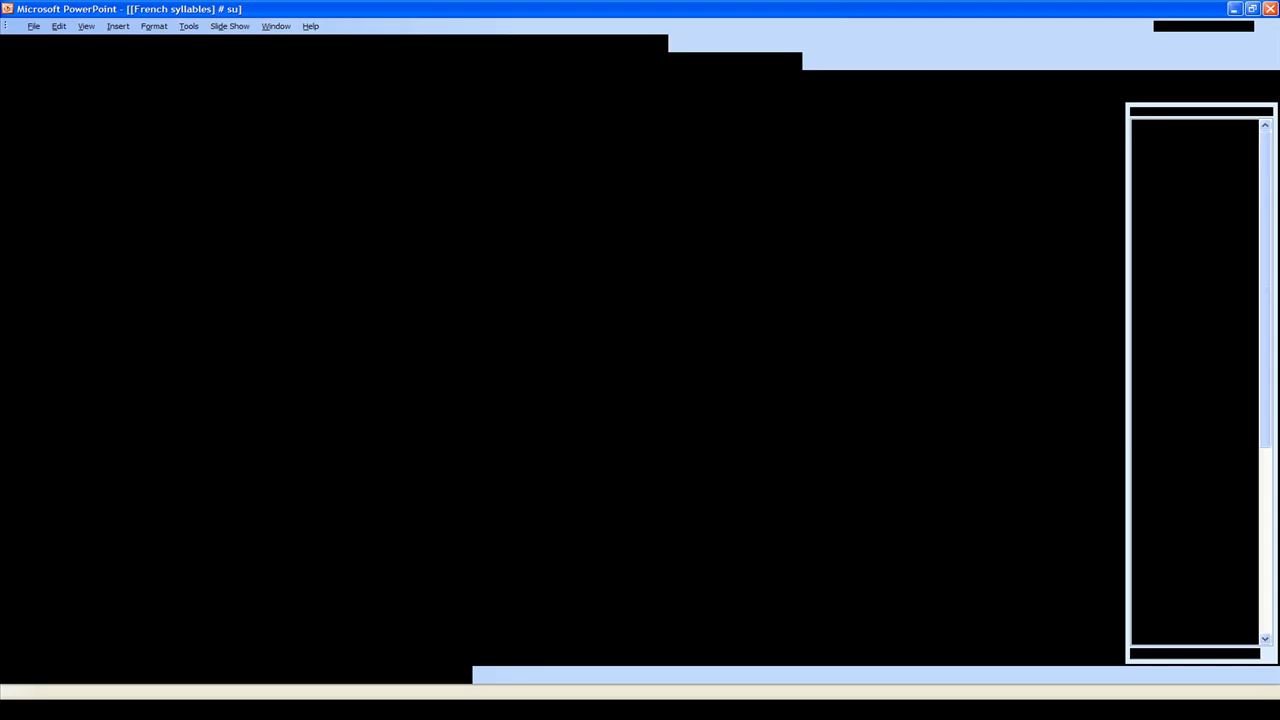 Microsoft PowerPoint - [[French syllables] # su]
File Edit View Insert Format Tools Slide Show Window Help